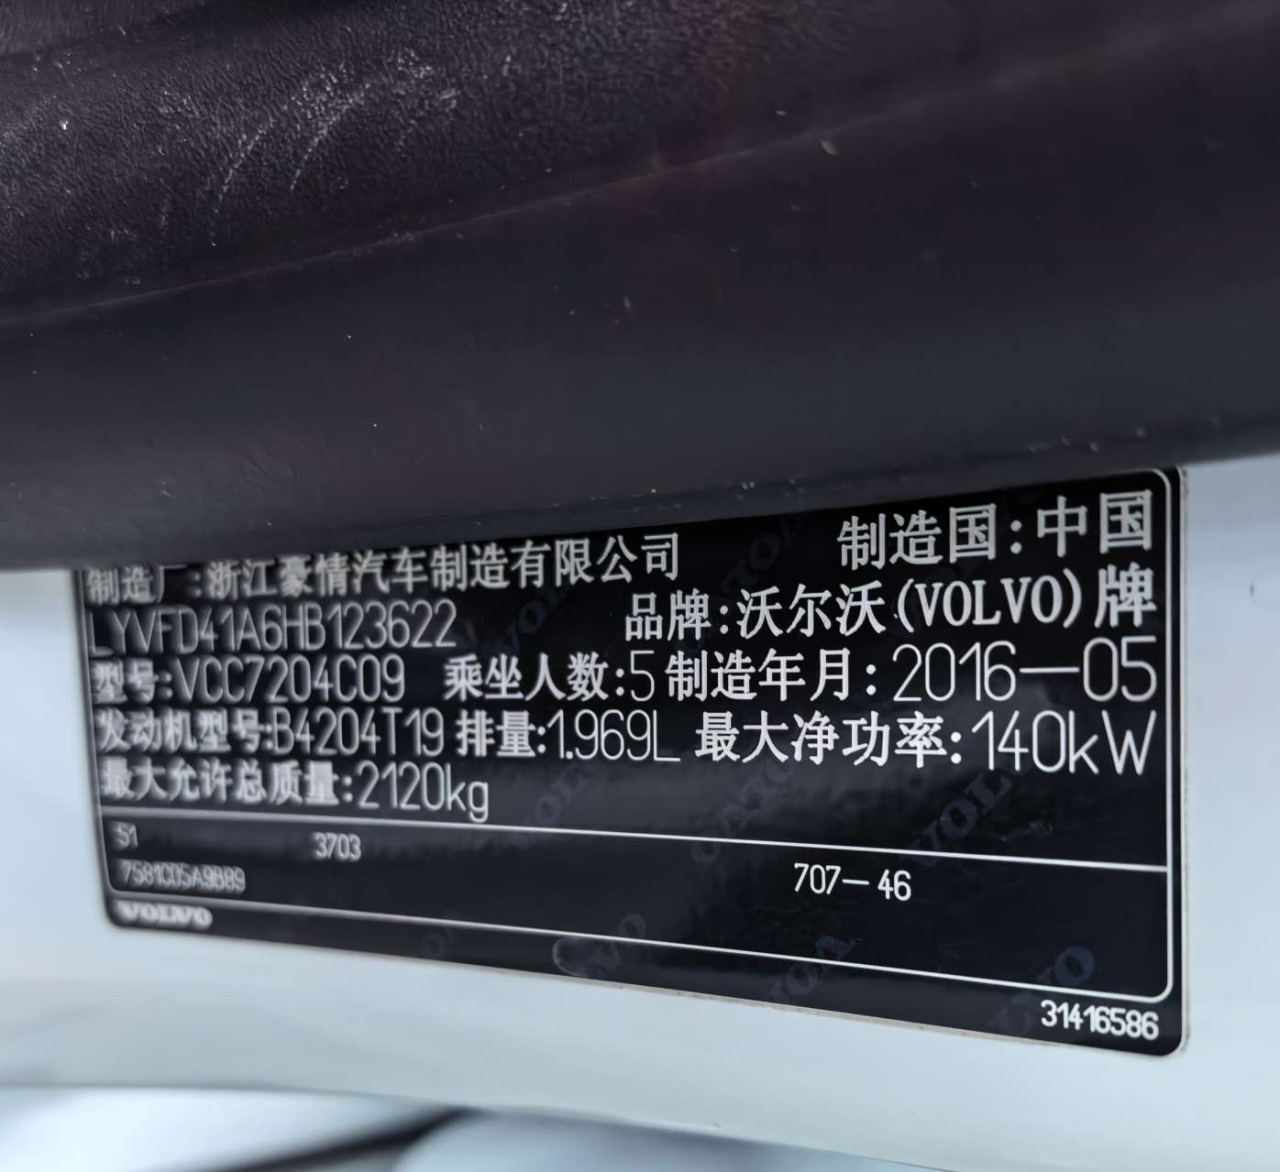 制造厂:浙江豪情汽车制造有限公司 制造国:中国
LYVFD41A6HB123622 品牌:沃尔沃(VOLVO)牌
型号:VCC7204C09 乘坐人数:5 制造年月:2016-05
发动机型号:B4204T19 排量:1.969L 最大净功率:140kW
最大允许总质量:2120kg
51 3703
7581C05A9BB9 707-46
VOLVO
31416586